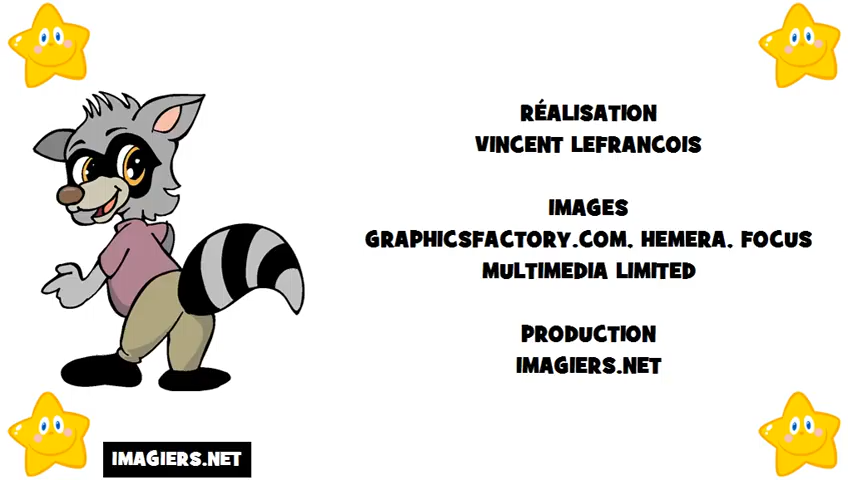 RÉALISATION
VINCENT LEFRANCOIS
IMAGES
GRAPHICSFACTORY.COM, HEMERA, FOCUS
MULTIMEDIA LIMITED
PRODUCTION
IMAGIERS.NET
IMAGIERS.NET